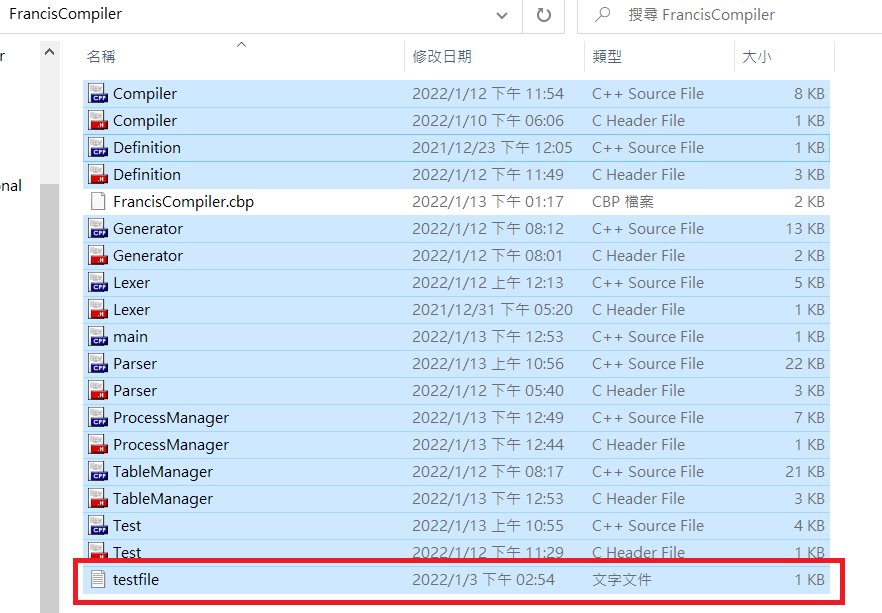 FrancisCompiler 搜尋 FrancisCompiler
r 名稱 修改日期 類型 大小
Compiler 2022/1/12 下午 11:54 C++ Source File 8 KB
Compiler 2022/1/10 下午 06:06 C Header File 1 KB
Definition 2021/12/23 下午 12:05 C++ Source File 1 KB
Definition 2022/1/12 下午 11:49 C Header File 3 KB
nal
FrancisCompiler.cbp 2022/1/13 下午 01:17 CBP 檔案 2 KB
Generator 2022/1/12 下午 08:12 C++ Source File 13 KB
Generator 2022/1/12 下午 08:01 C Header File 2 KB
Lexer 2022/1/12 上午 12:13 C++ Source File 5 KB
Lexer 2021/12/31 下午 05:20 C Header File 1 KB
main 2022/1/13 下午 12:53 C++ Source File 1 KB
Parser 2022/1/13 上午 10:56 C++ Source File 22 KB
Parser 2022/1/12 下午 05:40 C Header File 3 KB
ProcessManager 2022/1/13 下午 12:49 C++ Source File 7 KB
ProcessManager 2022/1/13 下午 12:44 C Header File 1 KB
TableManager 2022/1/12 下午 08:17 C++ Source File 21 KB
TableManager 2022/1/13 下午 12:53 C Header File 3 KB
Test 2022/1/13 上午 10:55 C++ Source File 4 KB
Test 2022/1/12 下午 11:29 C Header File 1 KB
testfile 2022/1/3 下午 02:54 文字文件 1 KB